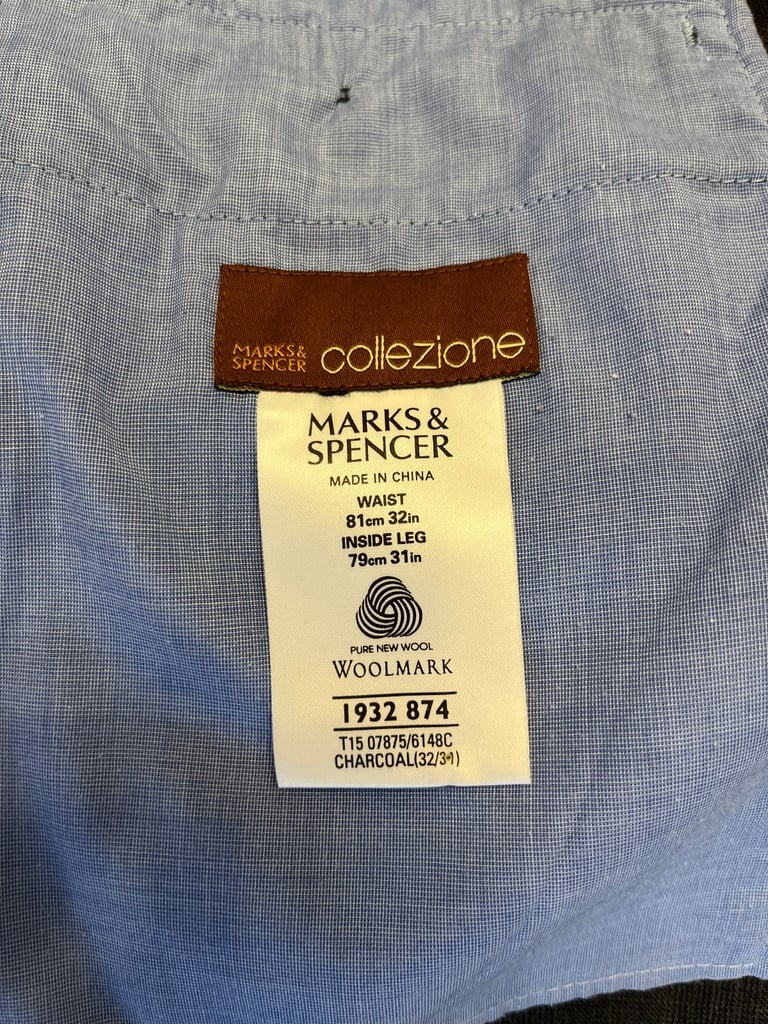 MARKS &
SPENCER collezione
MARKS &
SPENCER
MADE IN CHINA
WAIST
81cm 32in
INSIDE LEG
79cm 31in
PURE NEW WOOL
WOOLMARK
1932 874
T15 07875/6148C
CHARCOAL(32/31)